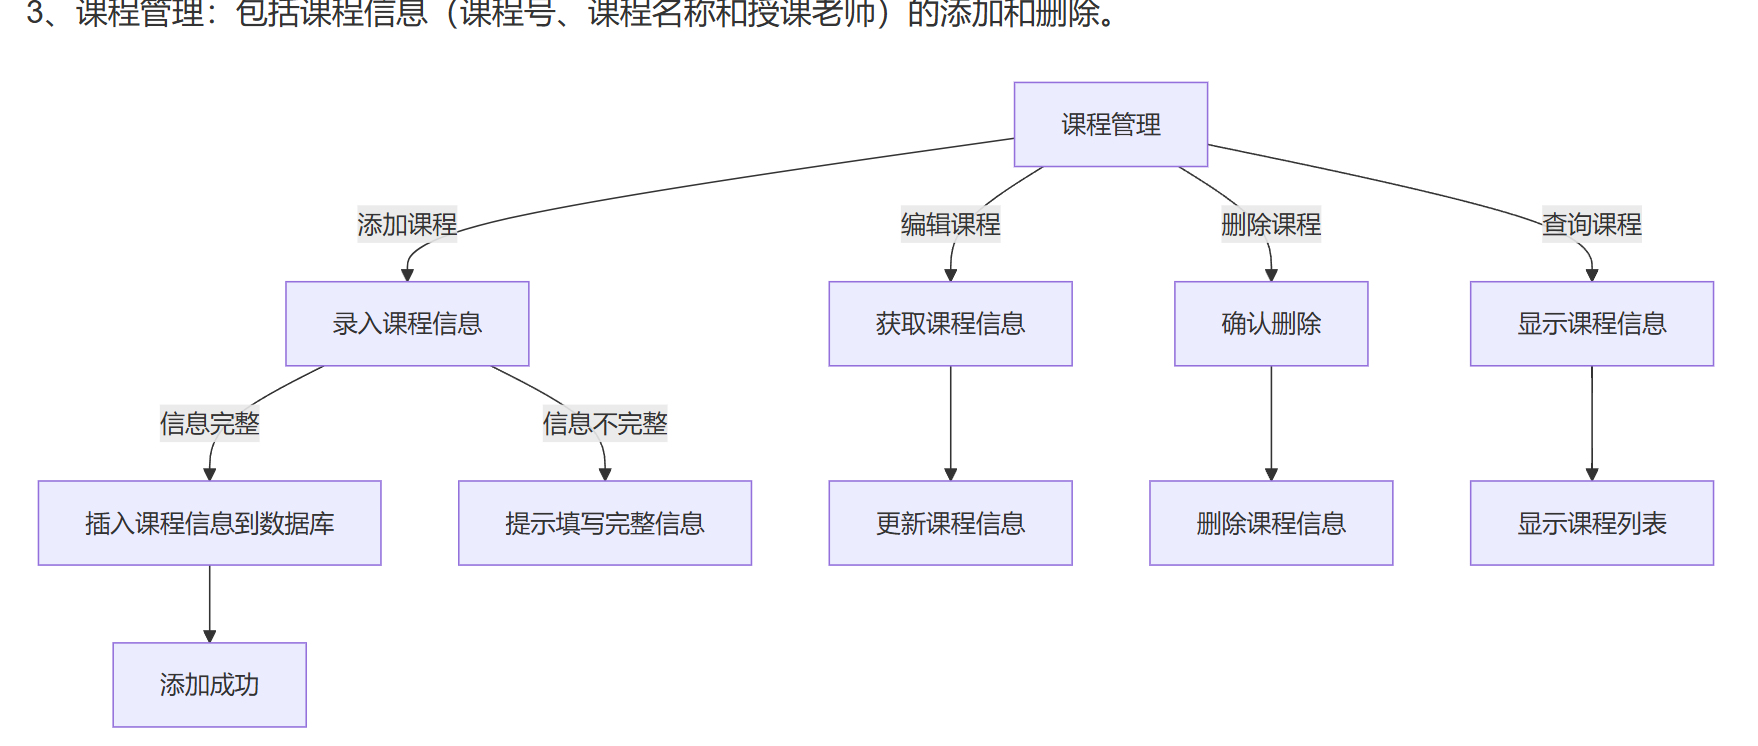 3、课程管理：包括课程信息（课程号、课程名称和授课老师）的添加和删除。
课程管理
添加课程
编辑课程
删除课程
查询课程
录入课程信息
获取课程信息
确认删除
显示课程信息
信息完整
信息不完整
插入课程信息到数据库
提示填写完整信息
更新课程信息
删除课程信息
显示课程列表
添加成功